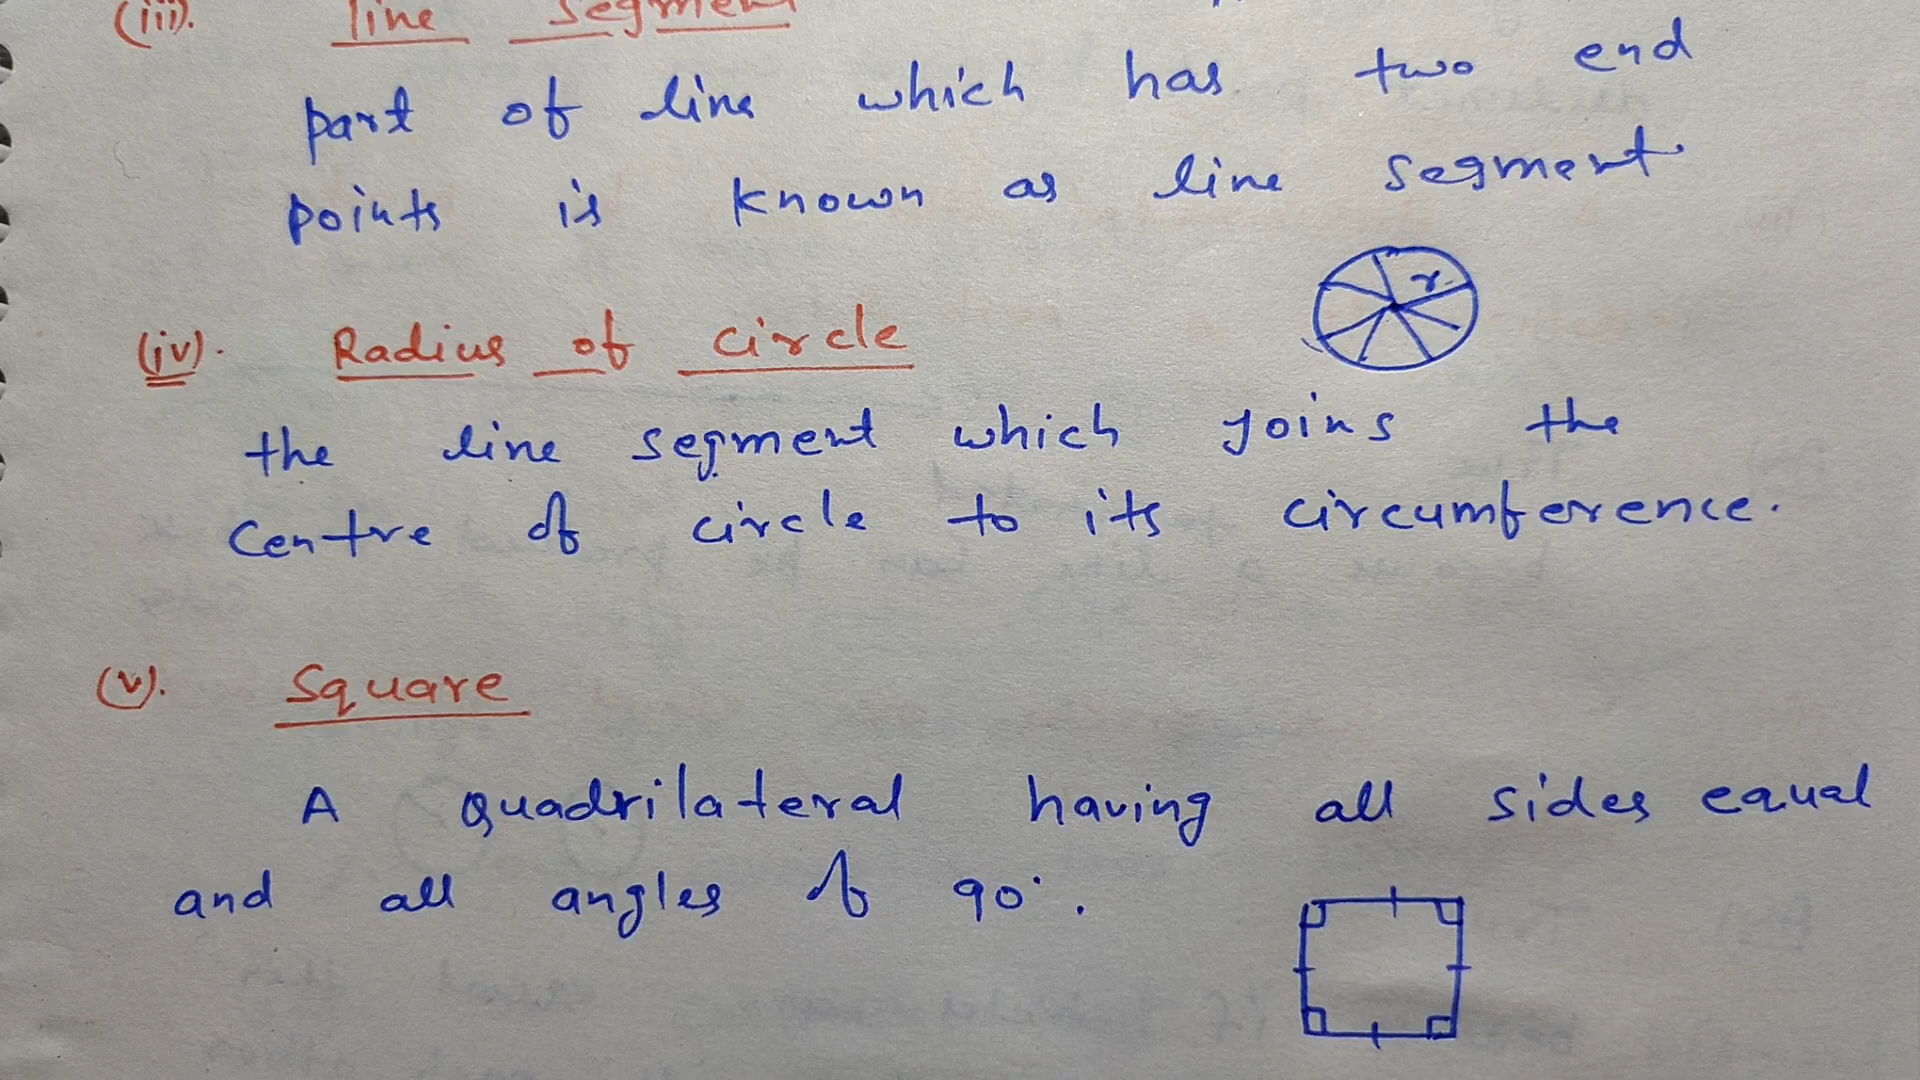 (iii). line segment
part of line which has two end
points is known as line segment
r
(iv). Radius of circle
the line segment which joins the
centre of circle to its circumference.
(v). Square
A quadrilateral having all sides equal
and all angles of 90°.